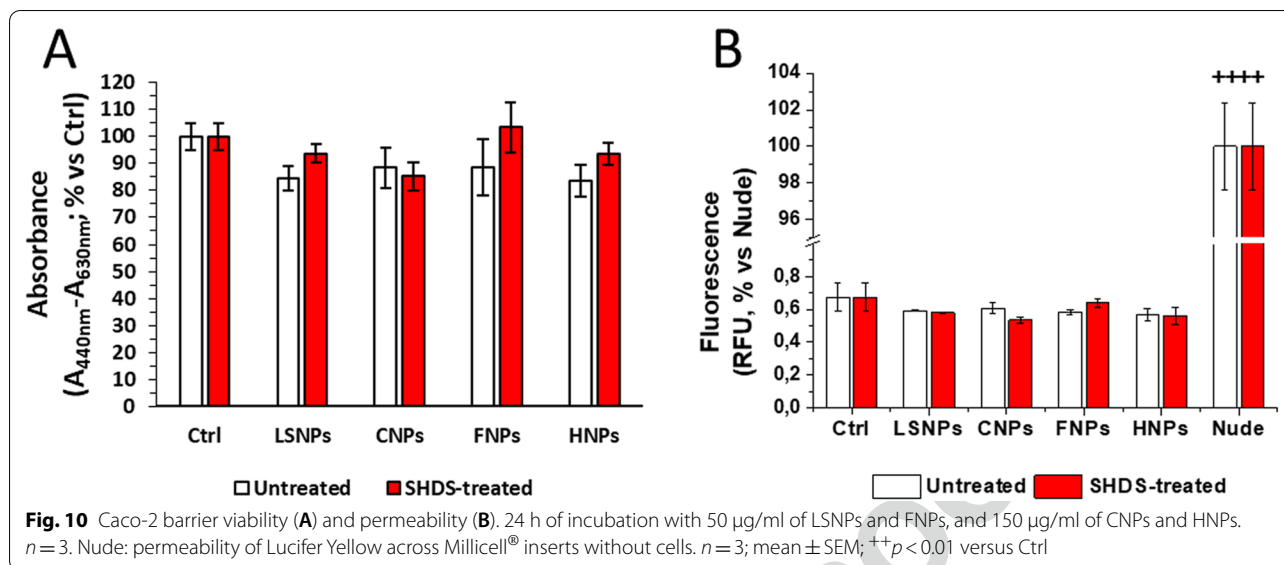 A
Absorbance
(A440nm-A630nm; % vs Ctrl)
120
110
100
90
80
70
60
50
40
30
20
10
0
Ctrl LSNPs CNPs FNPs HNPs
Untreated SHDS-treated
B
Fluorescence
(RFU, % vs Nude)
104
102
100
98
96
0,8
0,6
0,4
0,2
0,0
++++
Ctrl LSNPs CNPs FNPs HNPs Nude
Untreated SHDS-treated
Fig. 10 Caco-2 barrier viability (A) and permeability (B). 24 h of incubation with 50 µg/ml of LSNPs and FNPs, and 150 µg/ml of CNPs and HNPs.
n = 3. Nude: permeability of Lucifer Yellow across Millicell® inserts without cells. n = 3; mean ± SEM; ++p < 0.01 versus Ctrl